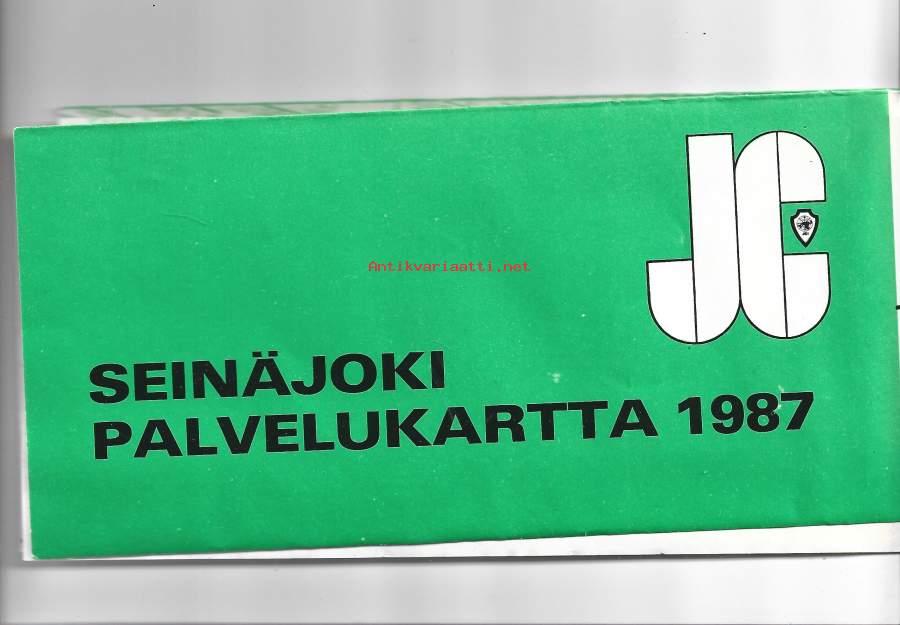 JC
Antikvariaatti.net
SEINÄJOKI
PALVELUKARTTA 1987